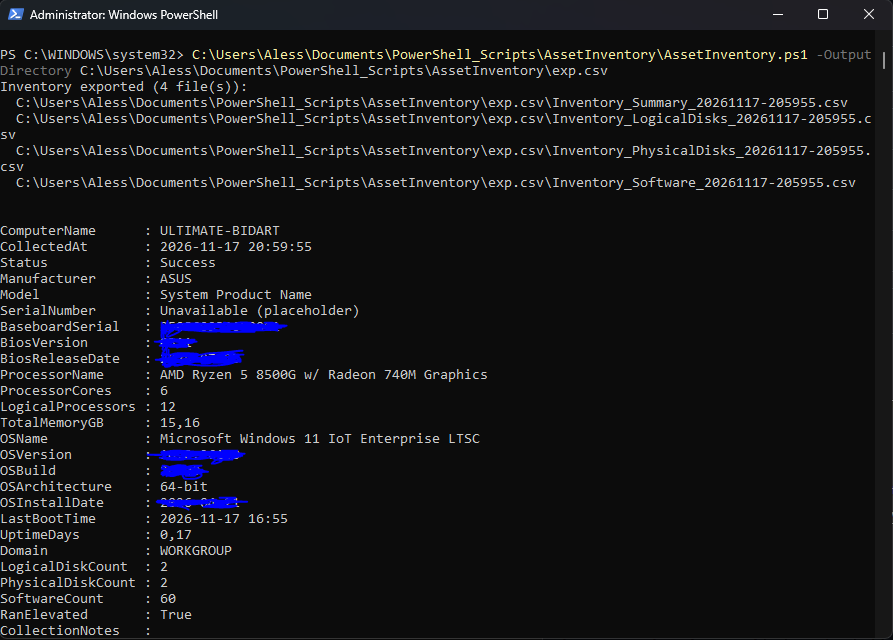 Administrator: Windows PowerShell
PS C:\WINDOWS\system32> C:\Users\Aless\Documents\PowerShell_Scripts\AssetInventory\AssetInventory.ps1 -Output
Directory C:\Users\Aless\Documents\PowerShell_Scripts\AssetInventory\exp.csv
Inventory exported (4 file(s)):
  C:\Users\Aless\Documents\PowerShell_Scripts\AssetInventory\exp.csv\Inventory_Summary_20261117-205955.csv
  C:\Users\Aless\Documents\PowerShell_Scripts\AssetInventory\exp.csv\Inventory_LogicalDisks_20261117-205955.c
sv
  C:\Users\Aless\Documents\PowerShell_Scripts\AssetInventory\exp.csv\Inventory_PhysicalDisks_20261117-205955.
csv
  C:\Users\Aless\Documents\PowerShell_Scripts\AssetInventory\exp.csv\Inventory_Software_20261117-205955.csv
ComputerName      : ULTIMATE-BIDART
CollectedAt       : 2026-11-17 20:59:55
Status            : Success
Manufacturer      : ASUS
Model             : System Product Name
SerialNumber      : Unavailable (placeholder)
BaseboardSerial   :
BiosVersion       :
BiosReleaseDate   :
ProcessorName     : AMD Ryzen 5 8500G w/ Radeon 740M Graphics
ProcessorCores    : 6
LogicalProcessors : 12
TotalMemoryGB     : 15,16
OSName            : Microsoft Windows 11 IoT Enterprise LTSC
OSVersion         :
OSBuild           :
OSArchitecture    : 64-bit
OSInstallDate     :
LastBootTime      : 2026-11-17 16:55
UptimeDays        : 0,17
Domain            : WORKGROUP
LogicalDiskCount  : 2
PhysicalDiskCount : 2
SoftwareCount     : 60
RanElevated       : True
CollectionNotes   :